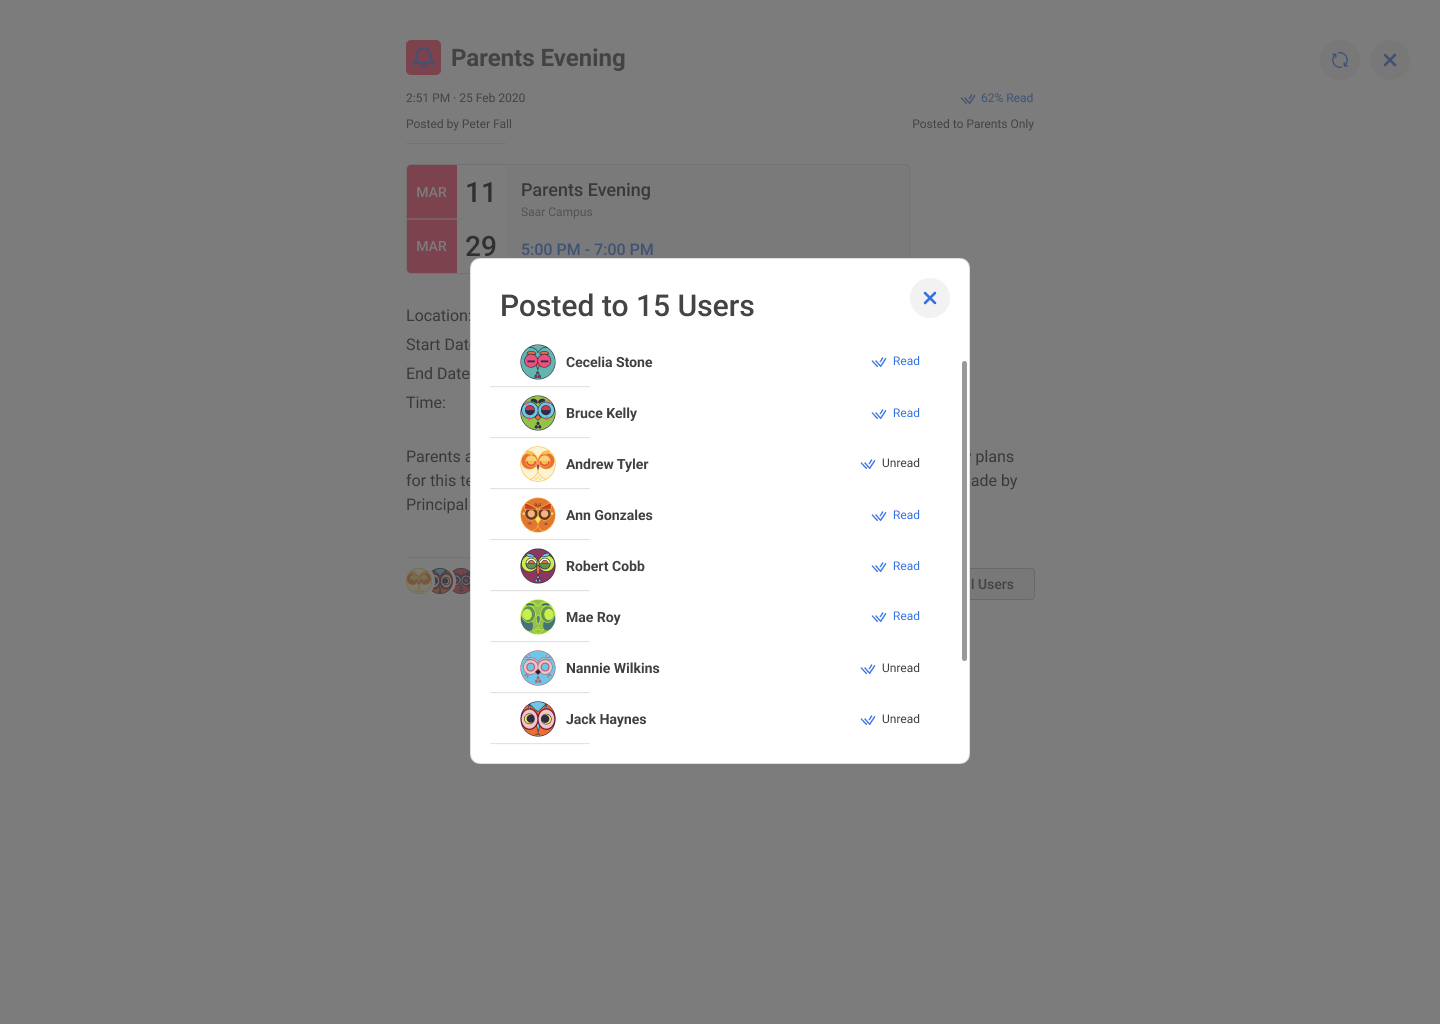 Parents Evening
2:51 PM · 25 Feb 2020
62% Read
Posted by Peter Fall
Posted to Parents Only
MAR 11
Parents Evening
Saar Campus
MAR 29
5:00 PM - 7:00 PM
Posted to 15 Users
Location:
Start Dat
End Date
Time:
Cecelia Stone Read
Bruce Kelly Read
Andrew Tyler Unread
Ann Gonzales Read
Robert Cobb Read
Mae Roy Read
Nannie Wilkins Unread
Jack Haynes Unread
Parents a
plans
for this te
ade by
Principal
l Users